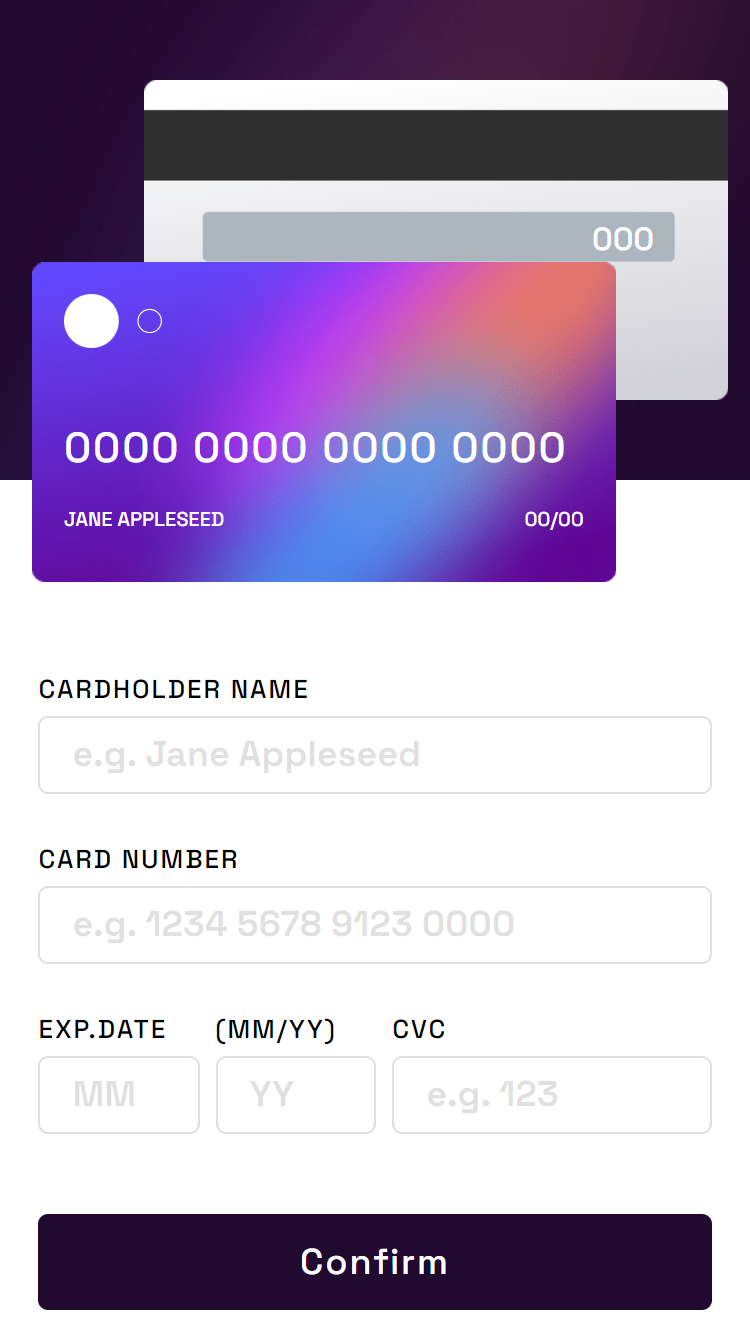 000
0000 0000 0000 0000
JANE APPLESEED 00/00
CARDHOLDER NAME
e.g. Jane Appleseed
CARD NUMBER
e.g. 1234 5678 9123 0000
EXP.DATE (MM/YY) CVC
MM YY e.g. 123
Confirm